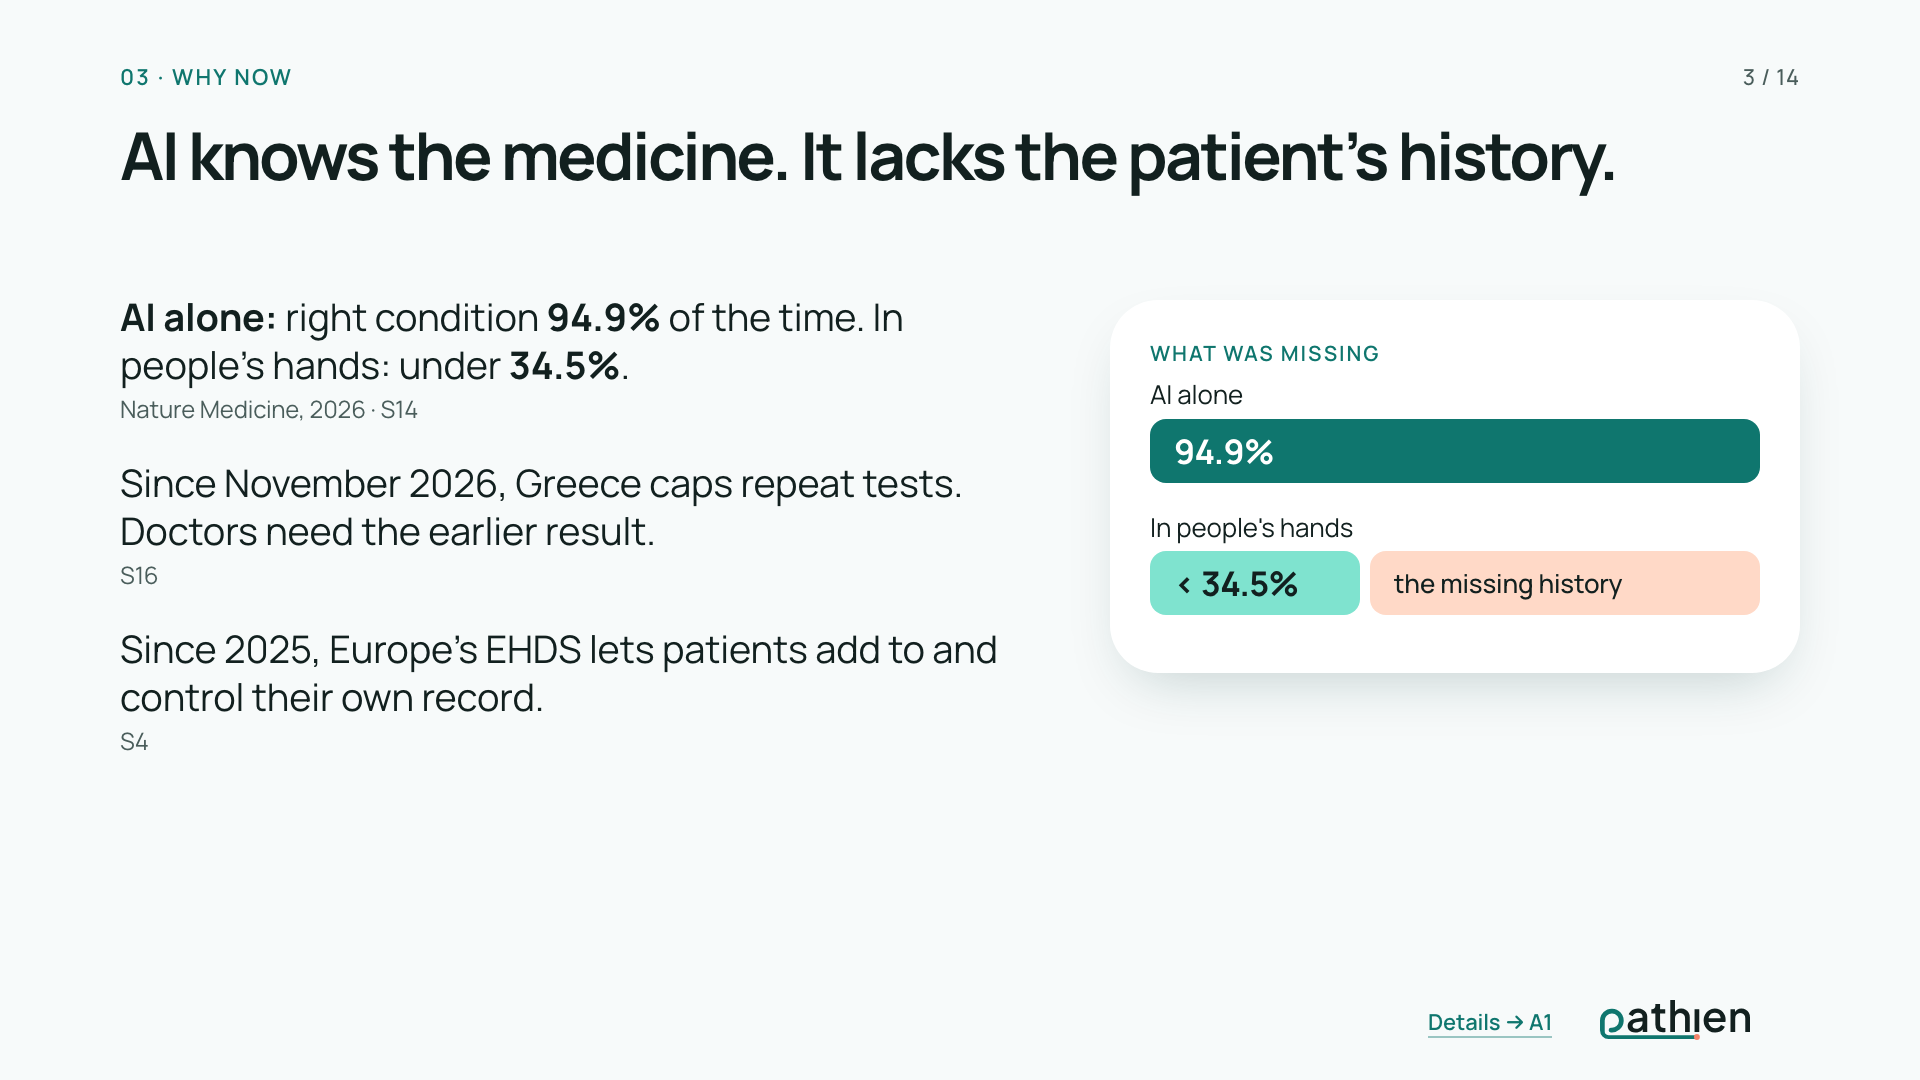 03 · WHY NOW
3 / 14
AI knows the medicine. It lacks the patient’s history.
AI alone: right condition 94.9% of the time. In
people’s hands: under 34.5%.
Nature Medicine, 2026 · S14
Since November 2026, Greece caps repeat tests.
Doctors need the earlier result.
S16
Since 2025, Europe’s EHDS lets patients add to and
control their own record.
S4
WHAT WAS MISSING
AI alone
94.9%
In people's hands
< 34.5%
the missing history
Details → A1
pathien